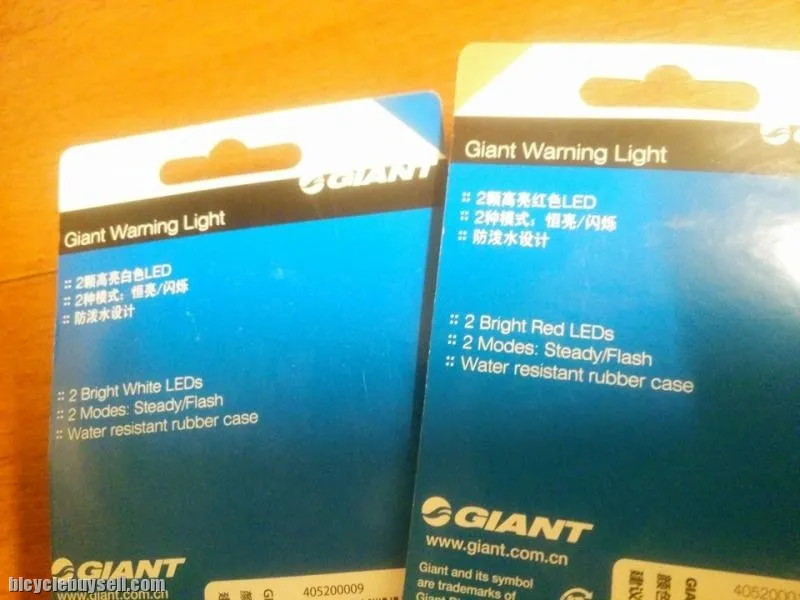 GIANT
Giant Warning Light
2颗高亮白色LED
2种模式：恒亮/闪烁
防泼水设计
2 Bright White LEDs
2 Modes: Steady/Flash
Water resistant rubber case
GIANT
405200009
Giant Warning Light
2颗高亮红色LED
2种模式：恒亮/闪烁
防泼水设计
2 Bright Red LEDs
2 Modes: Steady/Flash
Water resistant rubber case
GIANT
www.giant.com.cn
Giant and its symbol
are trademarks of
Giant
bicyclebuysell.com